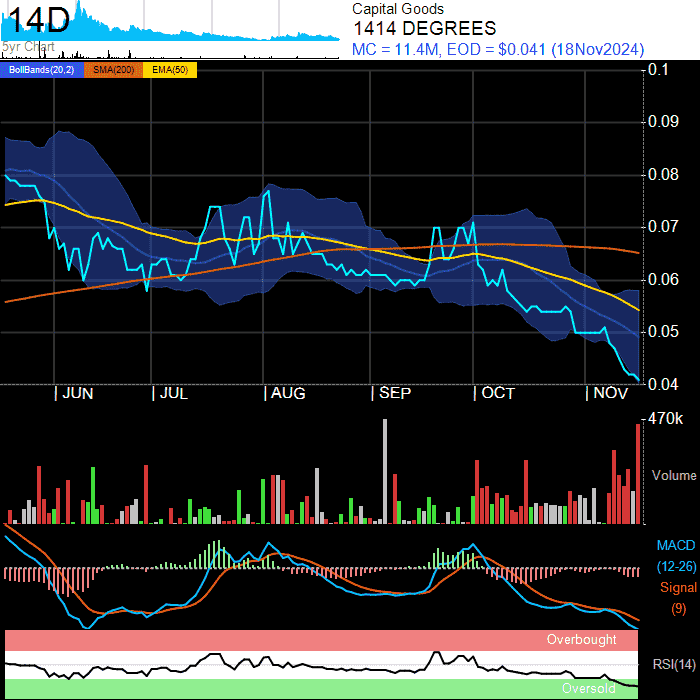 14D
5yr Chart
Capital Goods
1414 DEGREES
MC = 11.4M, EOD = $0.041 (18Nov2024)
BollBands(20,2) SMA(200) EMA(50)
0.1
0.09
0.08
0.07
0.06
0.05
0.04
JUN JUL AUG SEP OCT NOV
470k
Volume
MACD
(12-26)
Signal
(9)
Overbought
RSI(14)
Oversold